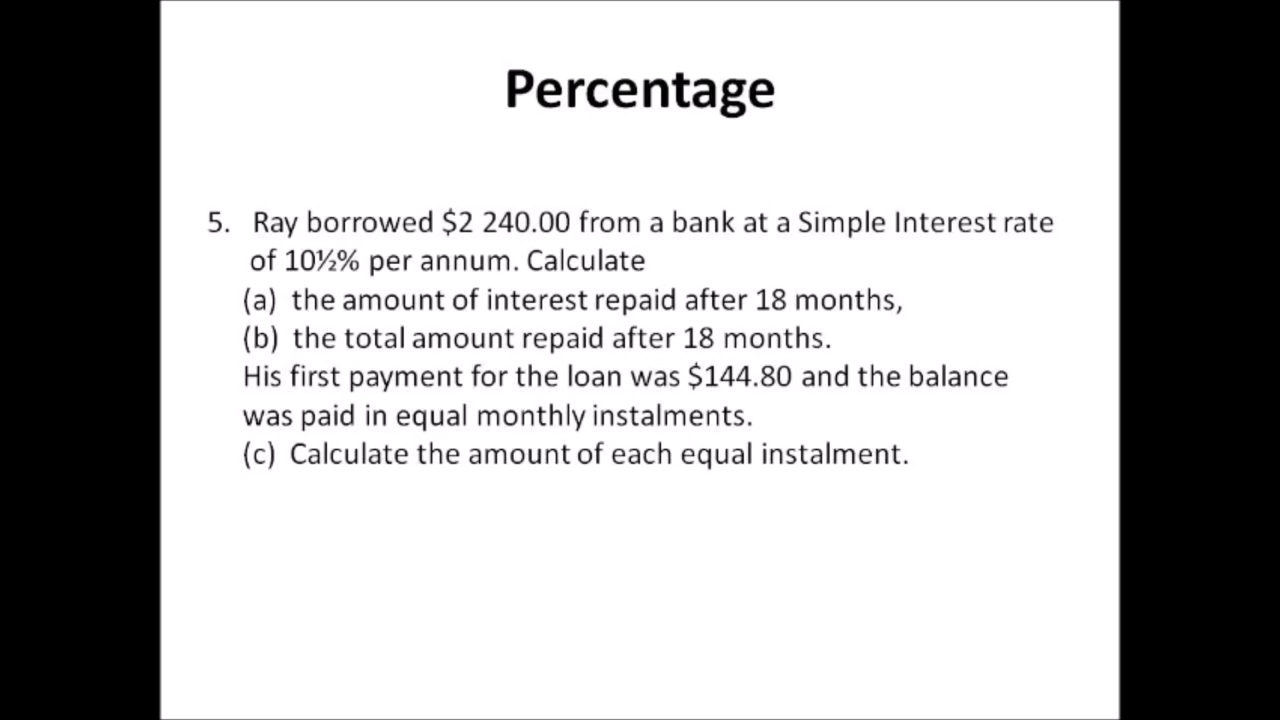 Percentage
5. Ray borrowed $2 240.00 from a bank at a Simple Interest rate
of 10½% per annum. Calculate
(a) the amount of interest repaid after 18 months,
(b) the total amount repaid after 18 months.
His first payment for the loan was $144.80 and the balance
was paid in equal monthly instalments.
(c) Calculate the amount of each equal instalment.